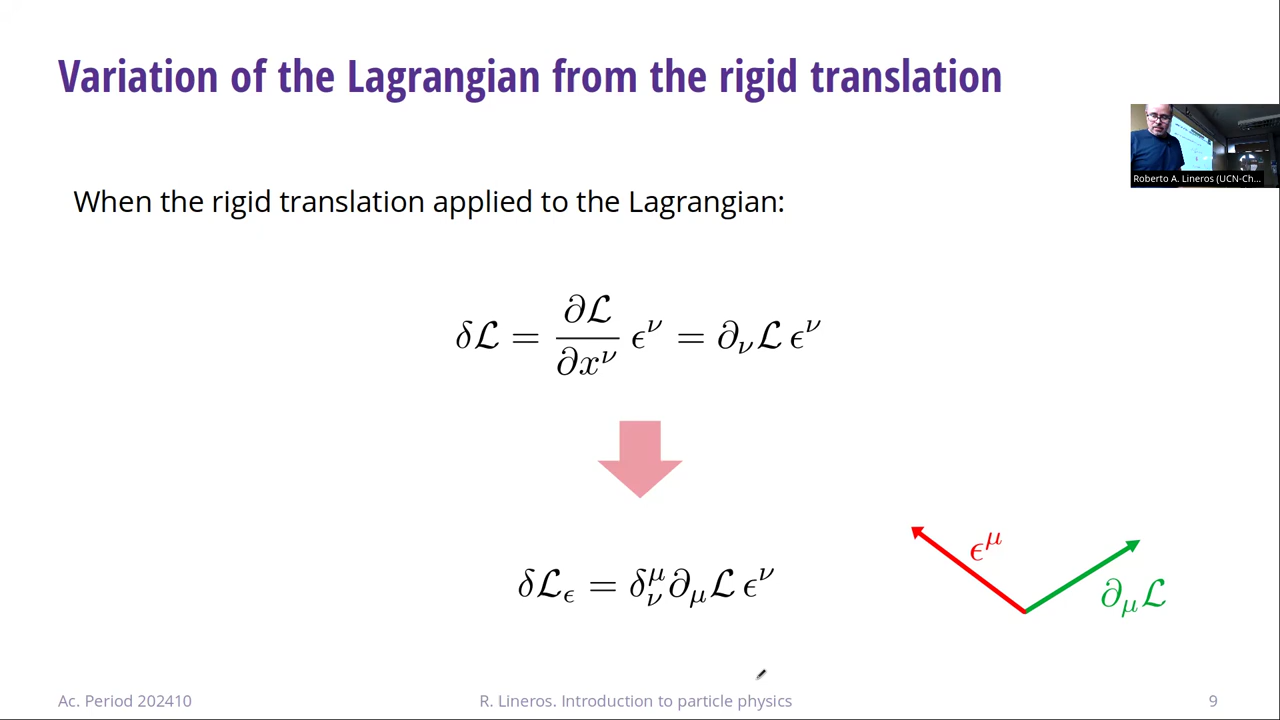 Variation of the Lagrangian from the rigid translation
Roberto A. Lineros (UCN-Ch...
When the rigid translation applied to the Lagrangian:
δℒ = ∂ℒ/∂x^ν ϵ^ν = ∂_ν ℒ ϵ^ν
ϵ^μ
∂_μ ℒ
δℒ_ϵ = δ^μ_ν ∂_μ ℒ ϵ^ν
Ac. Period 202410
R. Lineros. Introduction to particle physics
9